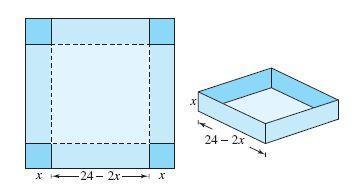 x
24 – 2x
x 24 – 2x x